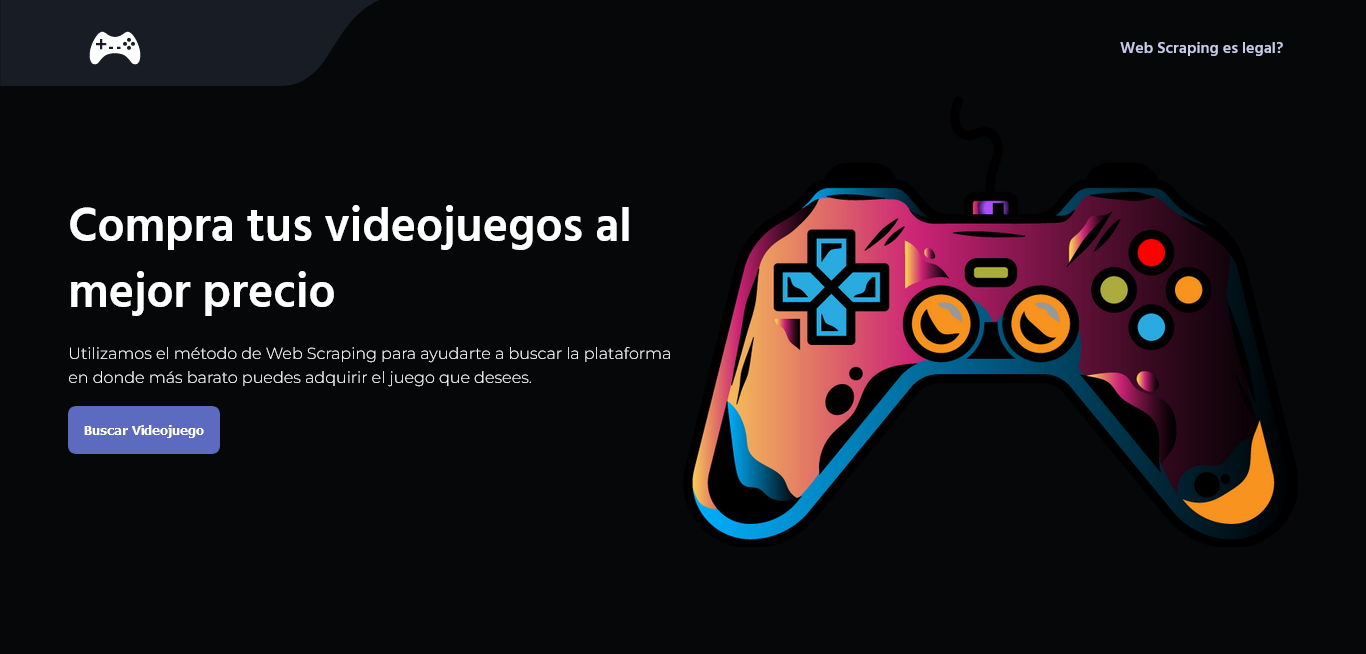 Web Scraping es legal?
Compra tus videojuegos al
mejor precio
Utilizamos el método de Web Scraping para ayudarte a buscar la plataforma
en donde más barato puedes adquirir el juego que desees.
Buscar Videojuego